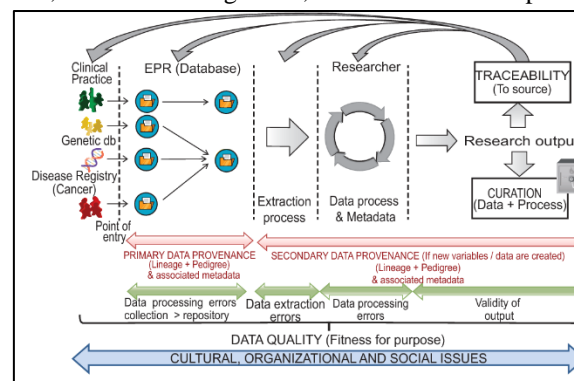 Clinical
Practice
EPR (Database)
Researcher
TRACEABILITY
(To source)
Genetic db
Research output
Disease Registry
(Cancer)
CURATION
(Data + Process)
Point of
entry
Extraction
process
Data process
& Metadata
PRIMARY DATA PROVENANCE
(Lineage + Pedigree)
& associated metadata
SECONDARY DATA PROVENANCE (If new variables / data are created)
(Lineage + Pedigree)
& associated metadata
Data processing errors
collection > repository
Data extraction
errors
Data processing
errors
Validity of
output
DATA QUALITY (Fitness for purpose)
CULTURAL, ORGANIZATIONAL AND SOCIAL ISSUES